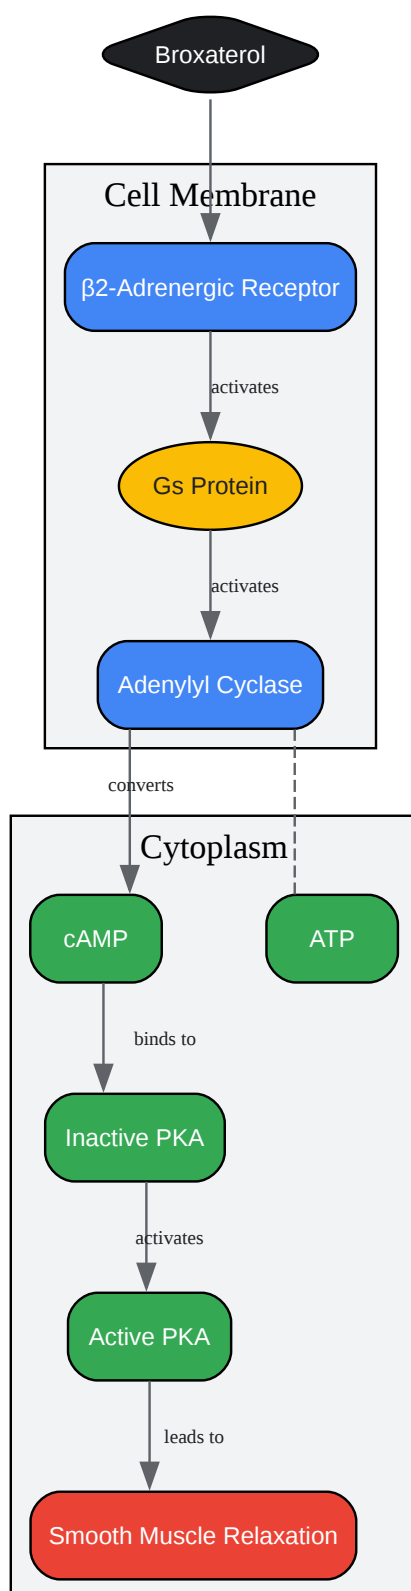 Broxaterol
Cell Membrane
β2-Adrenergic Receptor
activates
Gs Protein
activates
Adenylyl Cyclase
converts
Cytoplasm
cAMP
ATP
binds to
Inactive PKA
activates
Active PKA
leads to
Smooth Muscle Relaxation